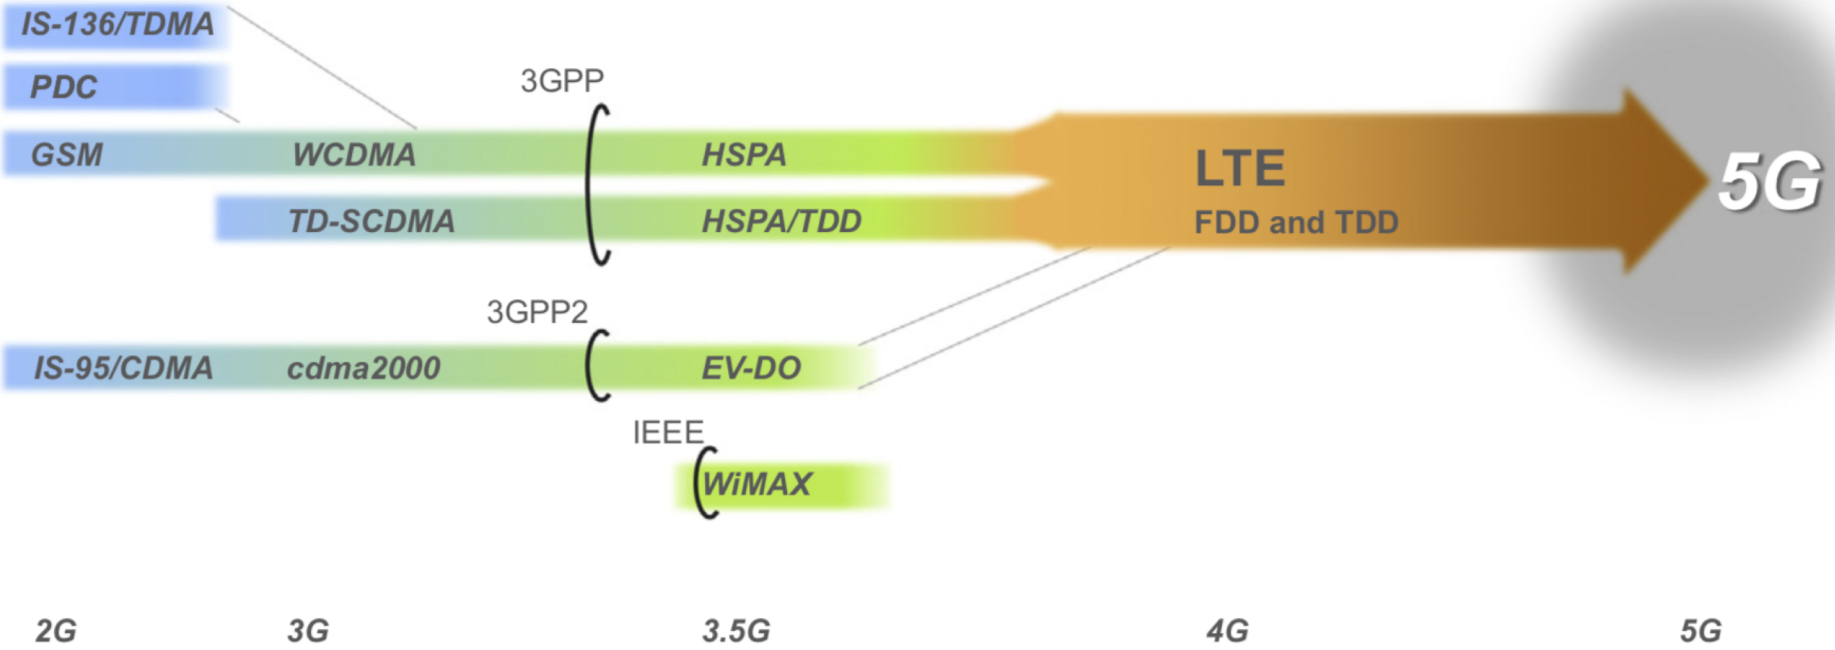 IS-136/TDMA
PDC
3GPP
GSM WCDMA HSPA
LTE
5G
TD-SCDMA HSPA/TDD FDD and TDD
3GPP2
IS-95/CDMA cdma2000 EV-DO
IEEE
WiMAX
2G 3G 3.5G 4G 5G